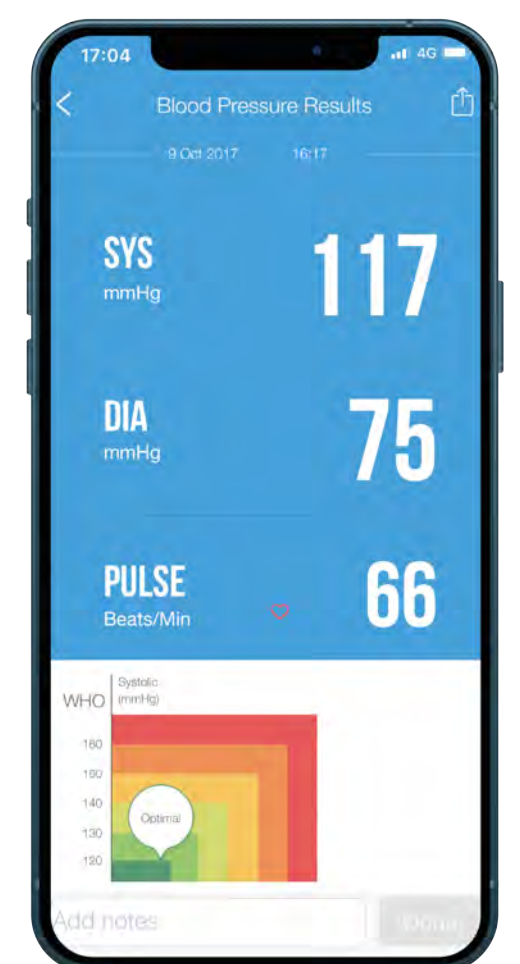 17:04
4G
Blood Pressure Results
9 Oct 2017 16:17
SYS
mmHg
117
DIA
mmHg
75
PULSE
Beats/Min
66
WHO
Systolic
(mmHg)
160
140
Optimal
130
120
Add notes
Done